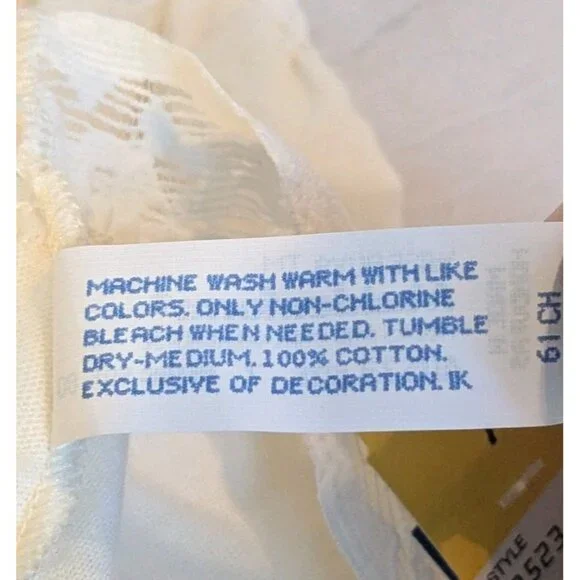 MACHINE WASH WARM WITH LIKE
COLORS. ONLY NON-CHLORINE
BLEACH WHEN NEEDED. TUMBLE
DRY-MEDIUM. 100% COTTON.
EXCLUSIVE OF DECORATION. IK
61 CH
STYLE
523